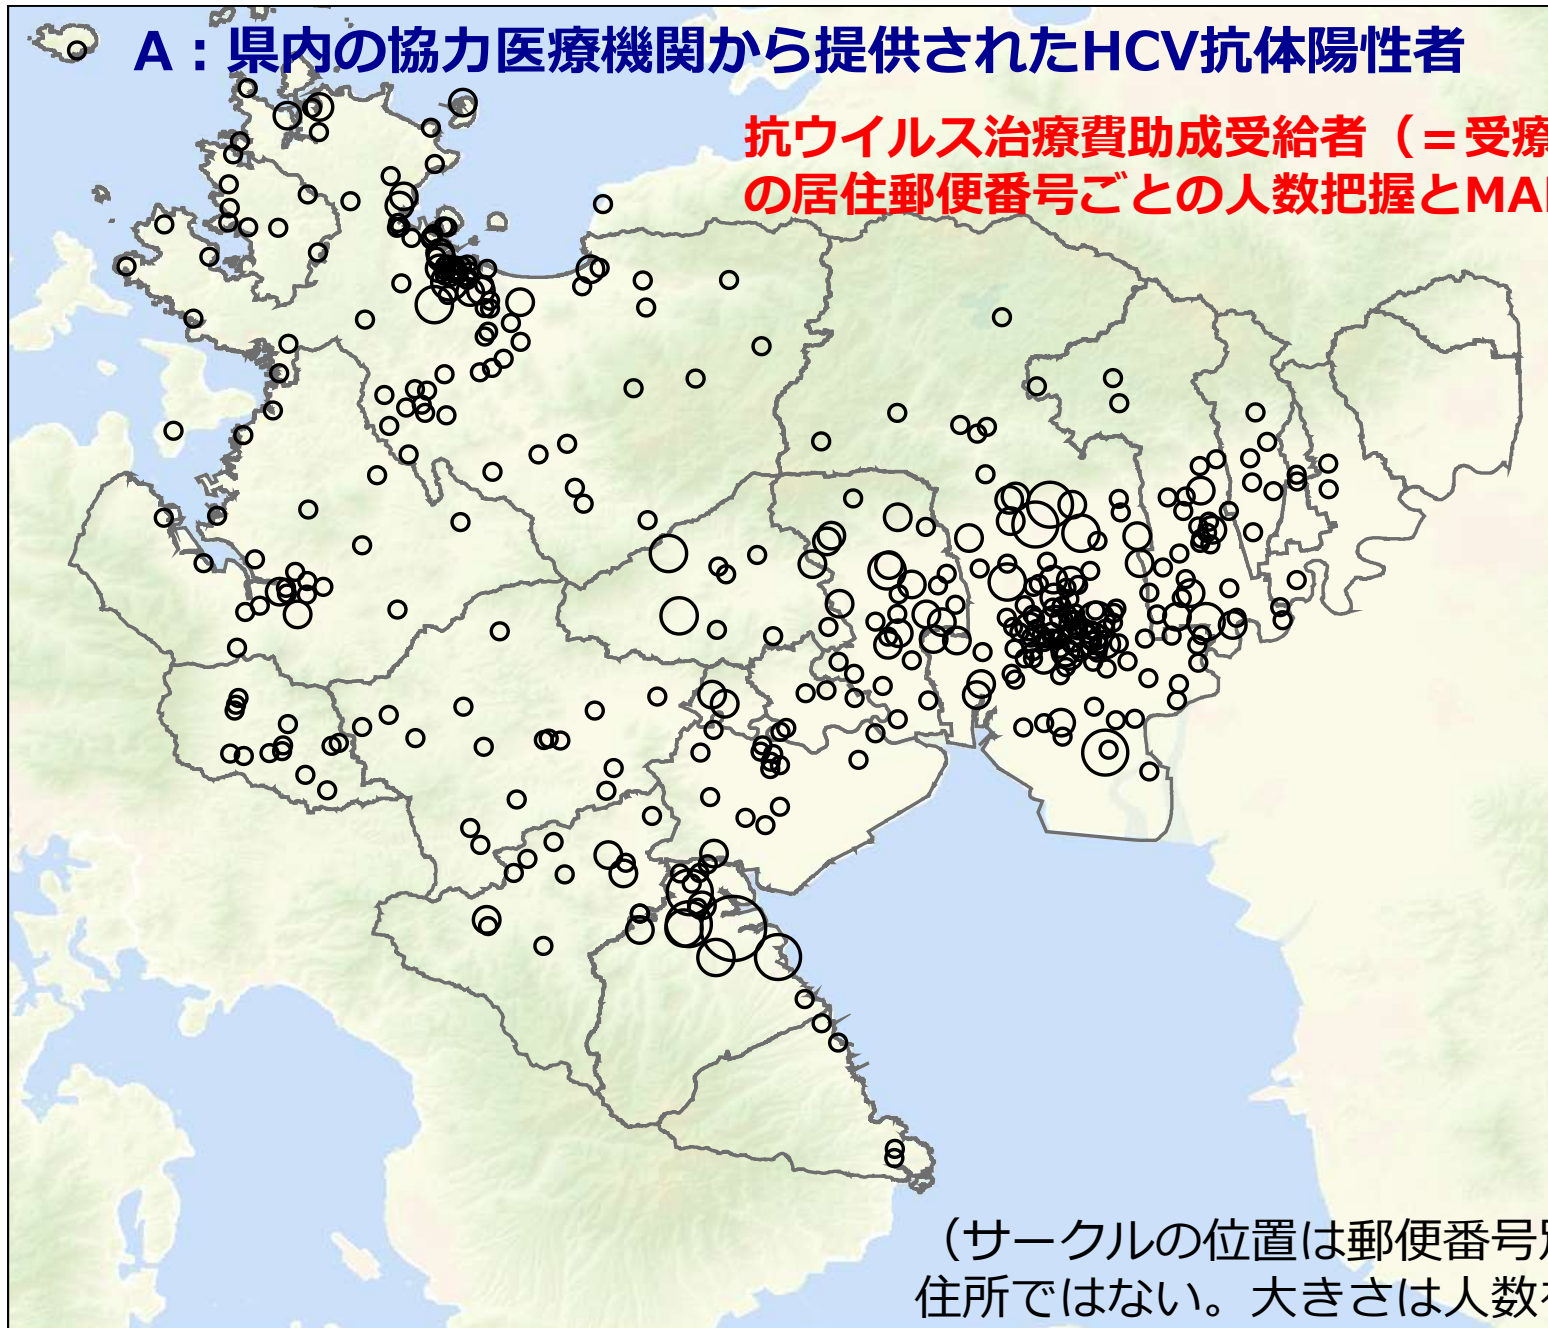 A：県内の協力医療機関から提供されたHCV抗体陽性者
抗ウイルス治療費助成受給者（＝受療
の居住郵便番号ごとの人数把握とMA
（サークルの位置は郵便番号
住所ではない。大きさは人数